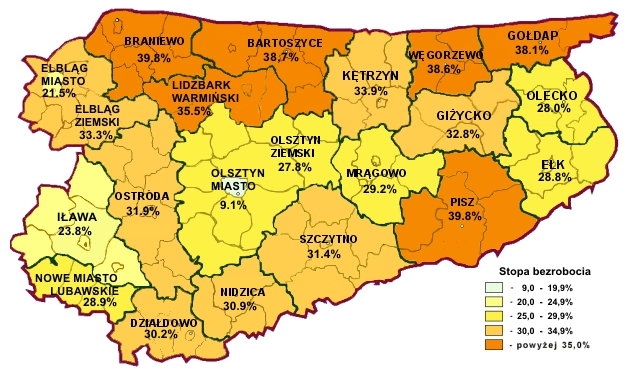 BRANIEWO
39.8%
BARTOSZYCE
38,7%
WĘGORZEWO
38.6%
GOŁDAP
38.1%
ELBLĄG
MIASTO
21.5%
LIDZBARK
WARMIŃSKI
35.5%
KĘTRZYN
33.9%
OLECKO
28.0%
ELBLĄG
ZIEMSKI
33.3%
GIŻYCKO
32.8%
OLSZTYN
ZIEMSKI
27.8%
OLSZTYN
MIASTO
9.1%
MRĄGOWO
29.2%
EŁK
28.8%
OSTRÓDA
31.9%
PISZ
39.8%
IŁAWA
23.8%
SZCZYTNO
31.4%
NOWE MIASTO
LUBAWSKIE
28.9%
NIDZICA
30.9%
DZIAŁDOWO
30.2%
Stopa bezrobocia
- 9,0 - 19,9%
- 20,0 - 24,9%
- 25,0 - 29,9%
- 30,0 - 34,9%
- powyżej 35,0%